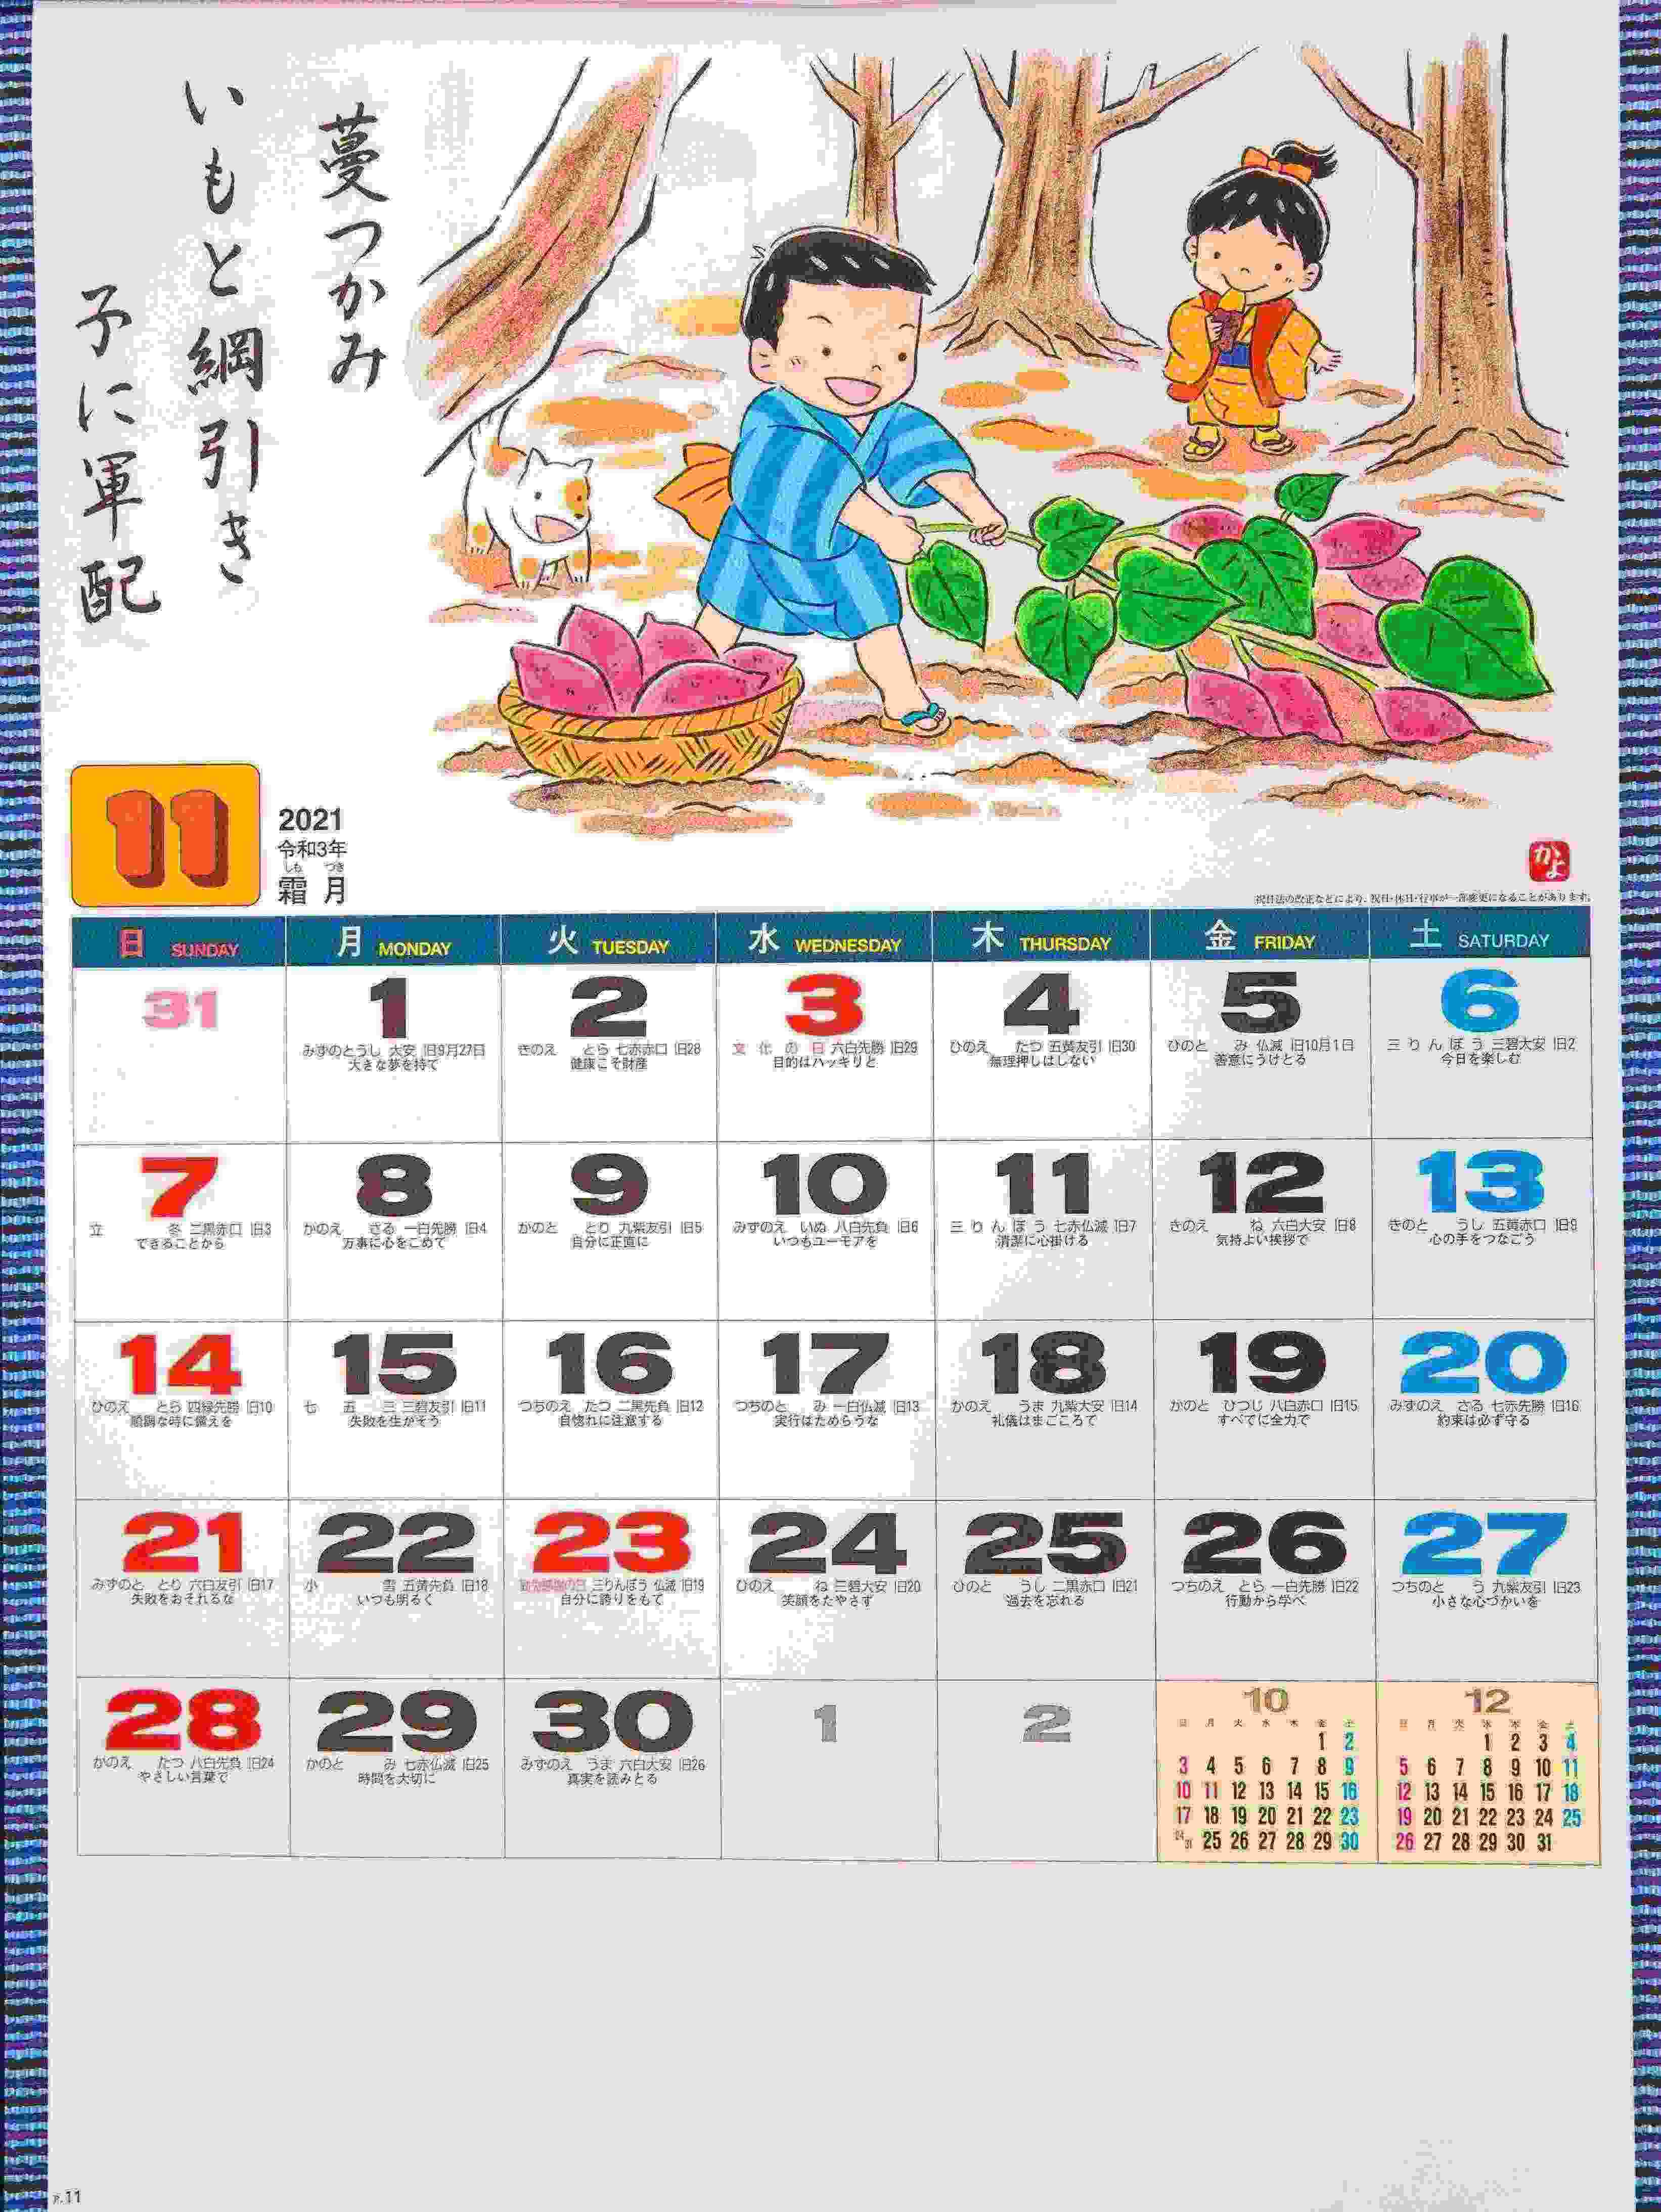 蔓つかみ
いもと綱引き
子に軍配
11
2021
令和3年
しも つき
霜 月
かよ
祝日法の改正などにより、祝日・休日・行事が一部変更になることがあります。
日 SUNDAY 月 MONDAY 火 TUESDAY 水 WEDNESDAY 木 THURSDAY 金 FRIDAY 土 SATURDAY
31 1 2 3 4 5 6
みずのとうし 大安 旧9月27日 きのえ とら 七赤赤口 旧28 文化の日 六白先勝 旧29 ひのえ たつ 五黄友引 旧30 ひのと み 仏滅 旧10月1日 三りんぼう 三碧大安 旧2
大きな夢を持て 健康こそ財産 目的はハッキリと 無理押しはしない 善意にうけとる 今日を楽しむ
7 8 9 10 11 12 13
立 冬 二黒赤口 旧3 かのえ さる 一白先勝 旧4 かのと とり 九紫友引 旧5 みずのえ いぬ 八白先負 旧6 三りんぼう 七赤仏滅 旧7 きのえ ね 六白大安 旧8 きのと うし 五黄赤口 旧9
できることから 万事に心をこめて 自分に正直に いつもユーモアを 清潔に心掛ける 気持よい挨拶で 心の手をつなごう
14 15 16 17 18 19 20
ひのえ とら 四緑先勝 旧10 七 五 三 三碧友引 旧11 つちのえ たつ 二黒先負 旧12 つちのと み 一白仏滅 旧13 かのえ うま 九紫大安 旧14 かのと ひつじ 八白赤口 旧15 みずのえ さる 七赤先勝 旧16
順調な時に備えを 失敗を生かそう 自惚れに注意する 実行はためらうな 礼儀はまごころで すべてに全力で 約束は必ず守る
21 22 23 24 25 26 27
みずのと とり 六白友引 旧17 小 雪 五黄先負 旧18 勤労感謝の日 三りんぼう 仏滅 旧19 ひのえ ね 三碧大安 旧20 ひのと うし 二黒赤口 旧21 つちのえ とら 一白先勝 旧22 つちのと う 九紫友引 旧23
失敗をおそれるな いつも明るく 自分に誇りをもて 笑顔をたやさず 過去を忘れる 行動から学べ 小さな心づかいを
28 29 30 1 2
かのえ たつ 八白先負 旧24 かのと み 七赤仏滅 旧25 みずのえ うま 六白大安 旧26
やさしい言葉で 時間を大切に 真実を読みとる
10
日 月 火 水 木 金 土
1 2
3 4 5 6 7 8 9
10 11 12 13 14 15 16
17 18 19 20 21 22 23
24 31 25 26 27 28 29 30
12
日 月 火 水 木 金 土
1 2 3 4
5 6 7 8 9 10 11
12 13 14 15 16 17 18
19 20 21 22 23 24 25
26 27 28 29 30 31